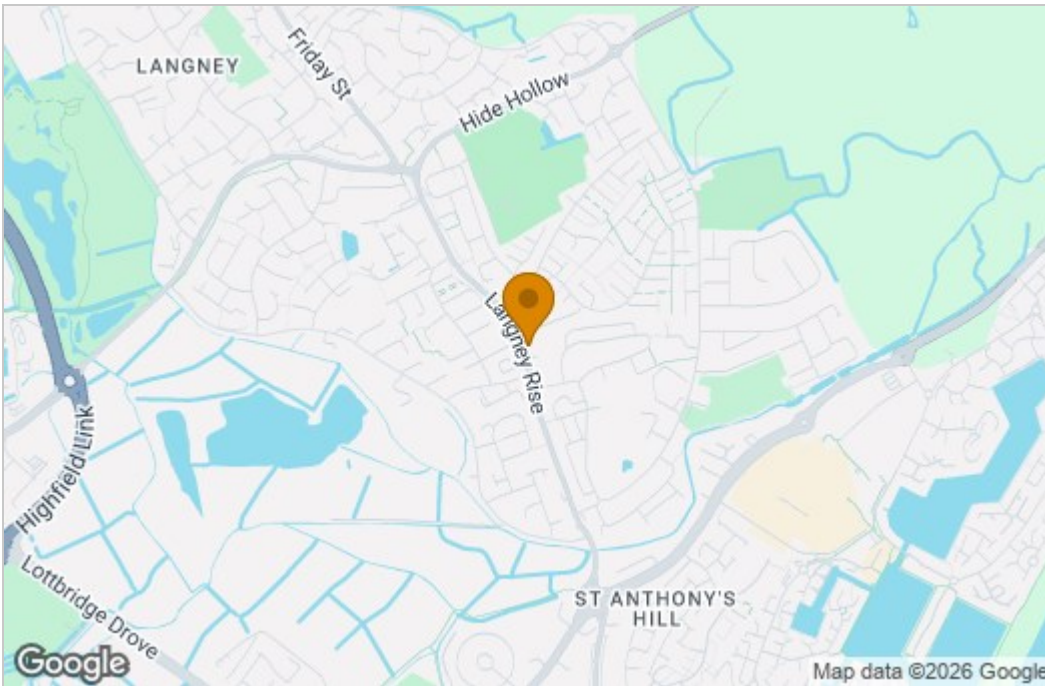 LANGNEY
Friday St
Hide Hollow
Langney Rise
Highfield Link
Lottbridge Drove
ST ANTHONY'S
HILL
Google
Map data ©2026 Google